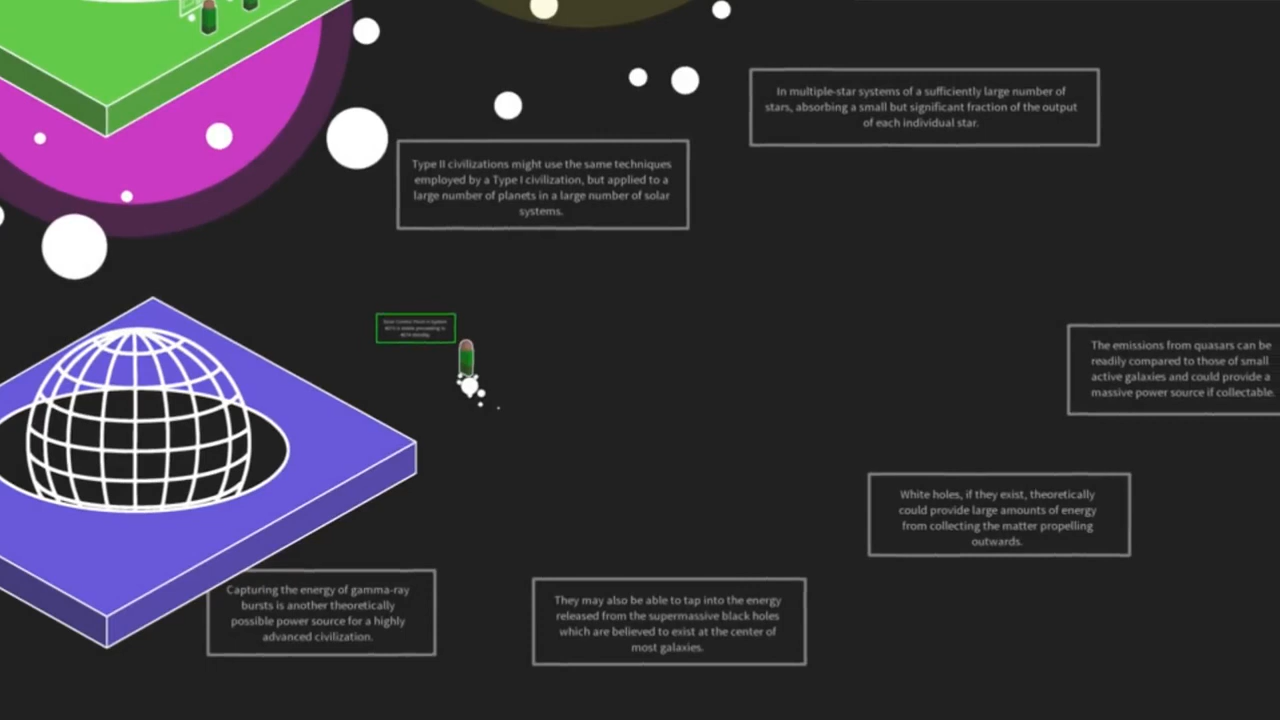 In multiple-star systems of a sufficiently large number of
stars, absorbing a small but significant fraction of the output
of each individual star.
Type II civilizations might use the same techniques
employed by a Type I civilization, but applied to a
large number of planets in a large number of solar
systems.
The emissions from quasars can be
readily compared to those of small
active galaxies and could provide a
massive power source if collectable.
White holes, if they exist, theoretically
could provide large amounts of energy
from collecting the matter propelling
outwards.
Capturing the energy of gamma-ray
bursts is another theoretically
possible power source for a highly
advanced civilization.
They may also be able to tap into the energy
released from the supermassive black holes
which are believed to exist at the center of
most galaxies.